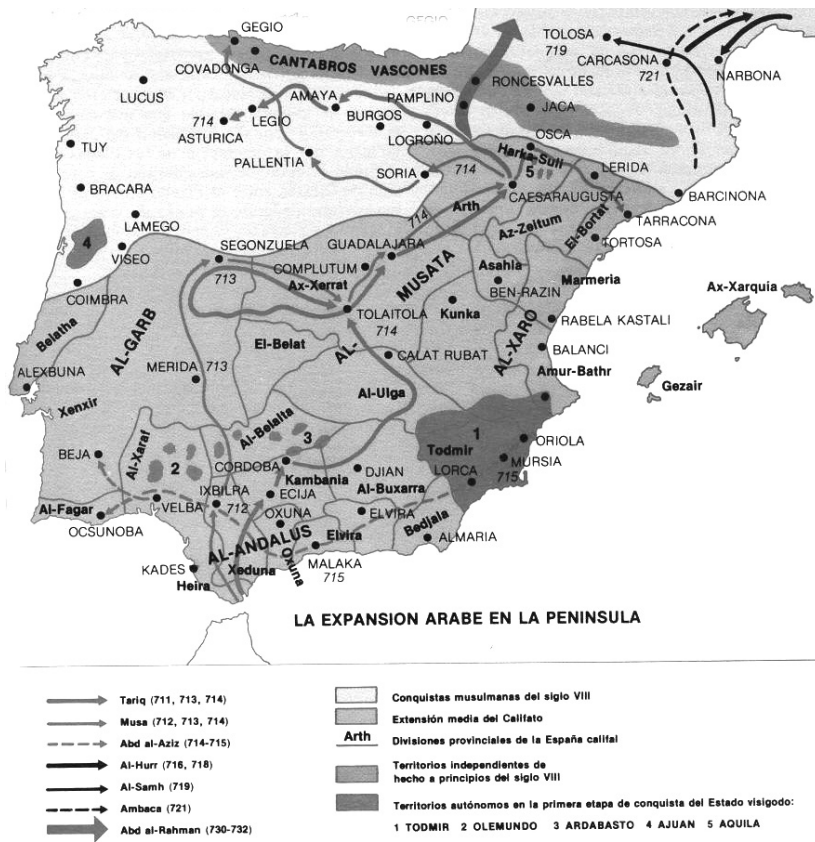 GEGIO
TOLOSA
719
CARCASONA
721
NARBONA
COVADONGA
CANTABROS VASCONES
RONCESVALLES
LUCUS
AMAYA
PAMPLINO
JACA
714
LEGIO
BURGOS
ASTURICA
LOGROÑO
OSCA
TUY
PALLENTIA
Harka-Suli
SORIA
714
5
LERIDA
BRACARA
CAESARAUGUSTA
BARCINONA
LAMEGO
714
Arth
El-Bortat
TARRACONA
4
SEGONZUELA
GUADALAJARA
Az-Zeitum
TORTOSA
VISEO
713
COMPLUTUM
MUSATA
Asahia
Marmeria
COIMBRA
Ax-Xerrat
BEN-RAZIN
Ax-Xarquía
Belatha
AL-GARB
TOLAITOLA
714
Kunka
RABELA KASTALI
El-Belat
AL-
AL-XARO
BALANCI
ALEXBUNA
MERIDA
713
CALAT RUBAT
Amur-Bathr
Gezair
Xenxir
Al-Ulga
Al-Xaraf
Al-Belalta
3
1
ORIOLA
BEJA
2
CORDOBA
Todmir
MURSIA
Kambania
DJIAN
LORCA
715
IXBILRA
ECIJA
Al-Buxarra
Al-Fagar
VELBA
712
OXUÑA
ELVIRA
OCSUNOBA
AL-ANDALUS
Elvira
Bedjala
ALMARIA
KADES
Xeduna
Oxuna
MALAKA
715
Heira
LA EXPANSION ARABE EN LA PENINSULA
Tariq (711, 713, 714)
Musa (712, 713, 714)
Abd al-Aziz (714-715)
Al-Hurr (716, 718)
Al-Samh (719)
Ambaca (721)
Abd al-Rahman (730-732)
Conquistas musulmanas del siglo VIII
Extensión media del Califato
Arth
Divisiones provinciales de la España califal
Territorios independientes de
hecho a principios del siglo VIII
Territorios autónomos en la primera etapa de conquista del Estado visigodo:
1 TODMIR 2 OLEMUNDO 3 ARDABASTO 4 AJUAN 5 AQUILA